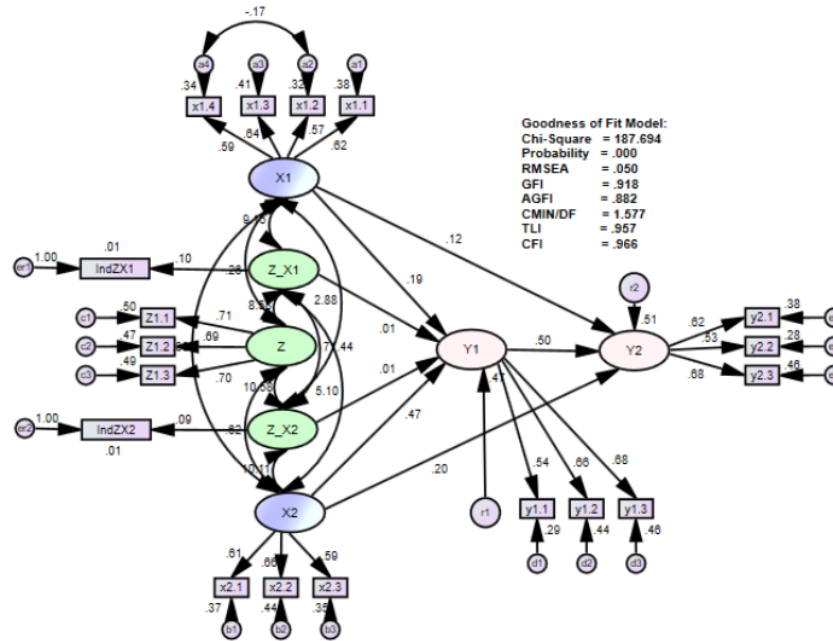 -.17
a4
a3
a2
a1
.34
.41
.32
.38
x1.4
x1.3
x1.2
x1.1
.59
.64
.57
.62
X1
Goodness of Fit Model:
Chi-Square = 187.694
Probability = .000
RMSEA = .050
GFI = .918
AGFI = .882
CMIN/DF = 1.577
TLI = .957
CFI = .966
.12
.19
er1
1.00
.01
IndZX1
.10
Z_X1
2.88
.01
r2
.51
c1
.50
Z1.1
.71
c2
.47
Z1.2
.69
c3
.49
Z1.3
.70
Z
.44
Y1
.47
.50
Y2
.62
y2.1
.38
.53
y2.2
.28
.68
y2.3
.46
5.10
.01
.47
er2
1.00
IndZX2
.01
.09
Z_X2
.20
X2
r1
.54
.66
.68
y1.1
y1.2
y1.3
.29
.44
.46
d1
d2
d3
.61
.66
.59
x2.1
x2.2
x2.3
.37
.44
.35
b1
b2
b3